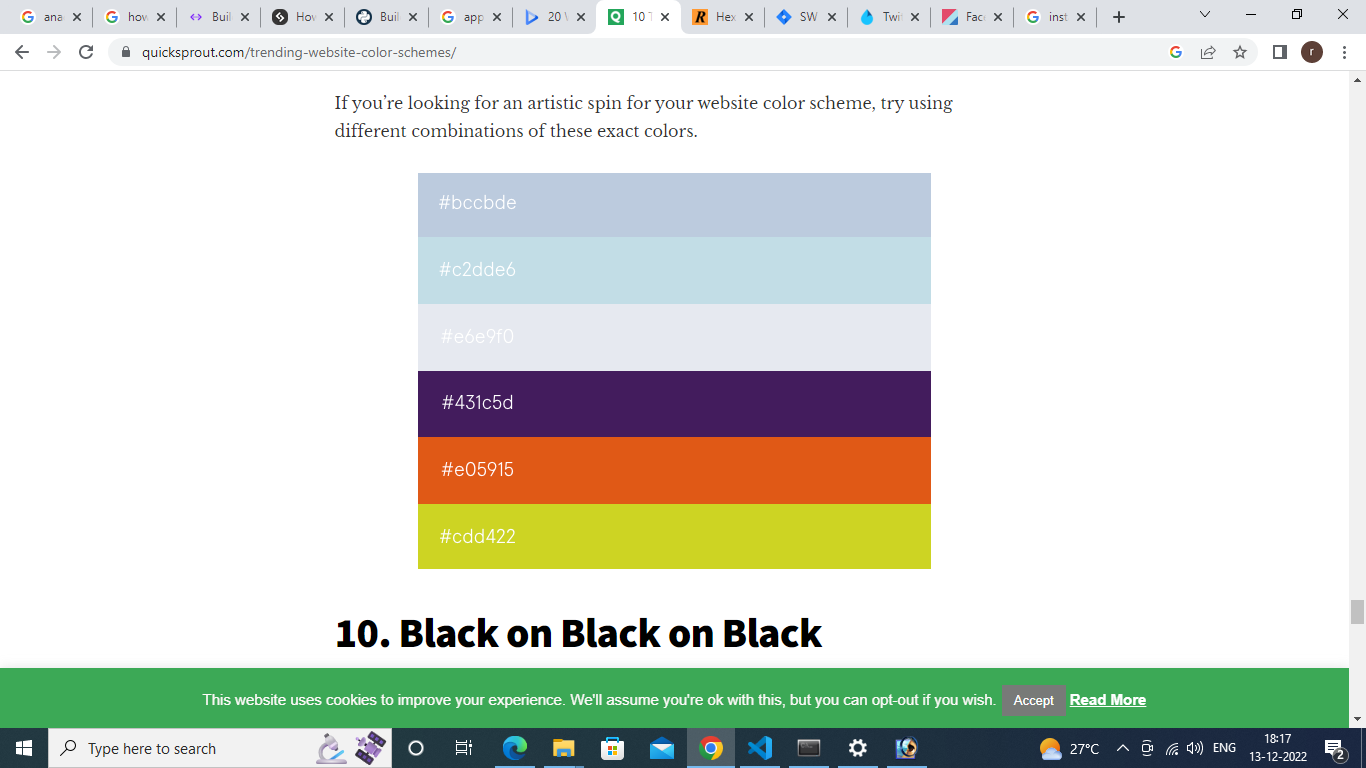 ana
how
Buil
How
Buil
app
20 
10 T
Hex
SW
Twi
Fac
inst
quicksprout.com/trending-website-color-schemes/
r
If you’re looking for an artistic spin for your website color scheme, try using
different combinations of these exact colors.
#bccbde
#c2dde6
#e6e9f0
#431c5d
#e05915
#cdd422
10. Black on Black on Black
This website uses cookies to improve your experience. We'll assume you're ok with this, but you can opt-out if you wish. Accept Read More
Type here to search
27°C
ENG
18:17
13-12-2022
2